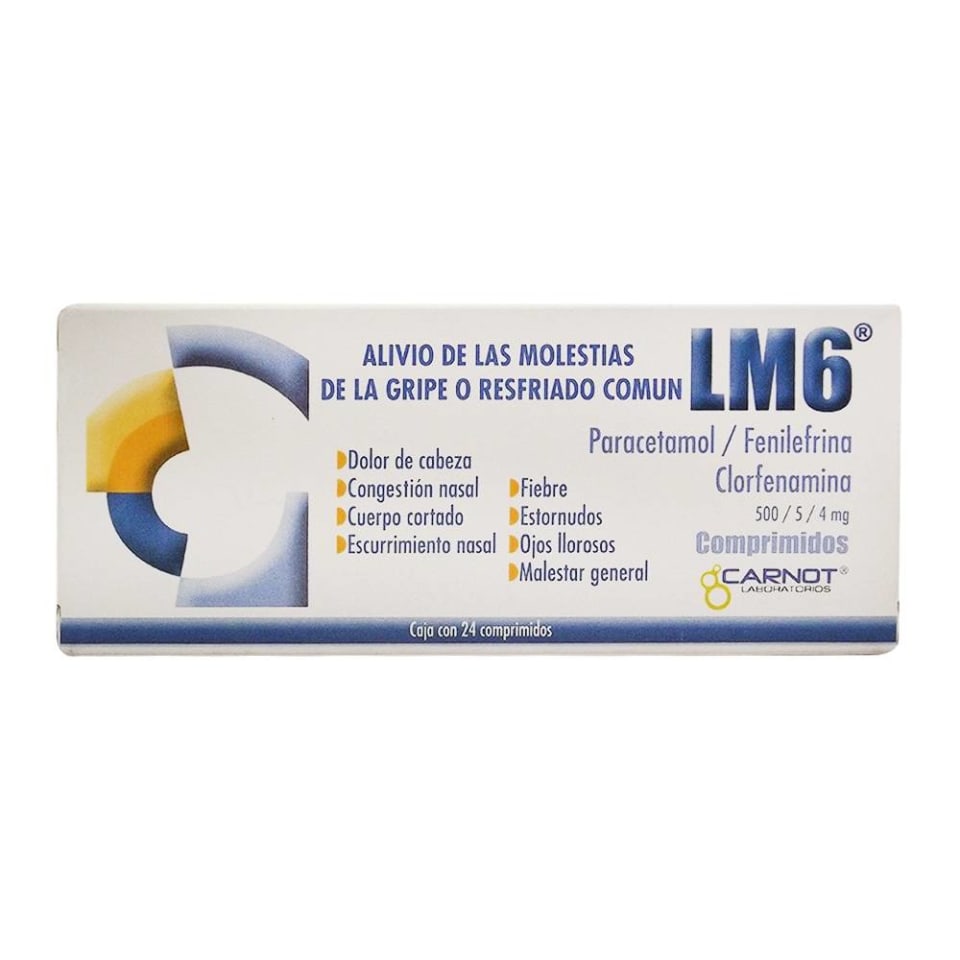 ALIVIO DE LAS MOLESTIAS
DE LA GRIPE O RESFRIADO COMUN
LM6®
Paracetamol / Fenilefrina
Clorfenamina
500 / 5 / 4 mg
Comprimidos
CARNOT®
LABORATORIOS
Dolor de cabeza
Congestión nasal
Cuerpo cortado
Escurrimiento nasal
Fiebre
Estornudos
Ojos llorosos
Malestar general
Caja con 24 comprimidos